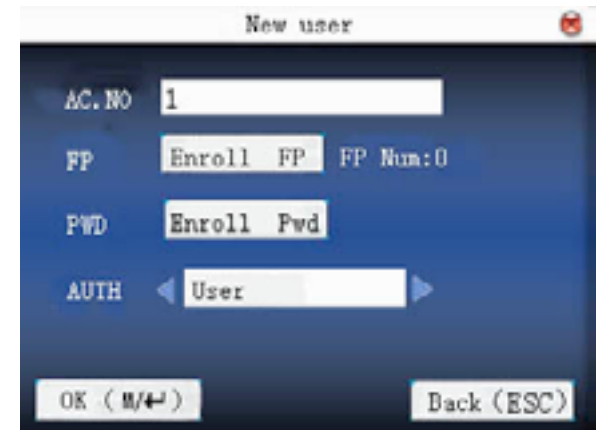 New user
AC.NO 1
FP Enroll FP FP Num:0
PWD Enroll Pwd
AUTH User
OK (M/↵) Back(ESC)